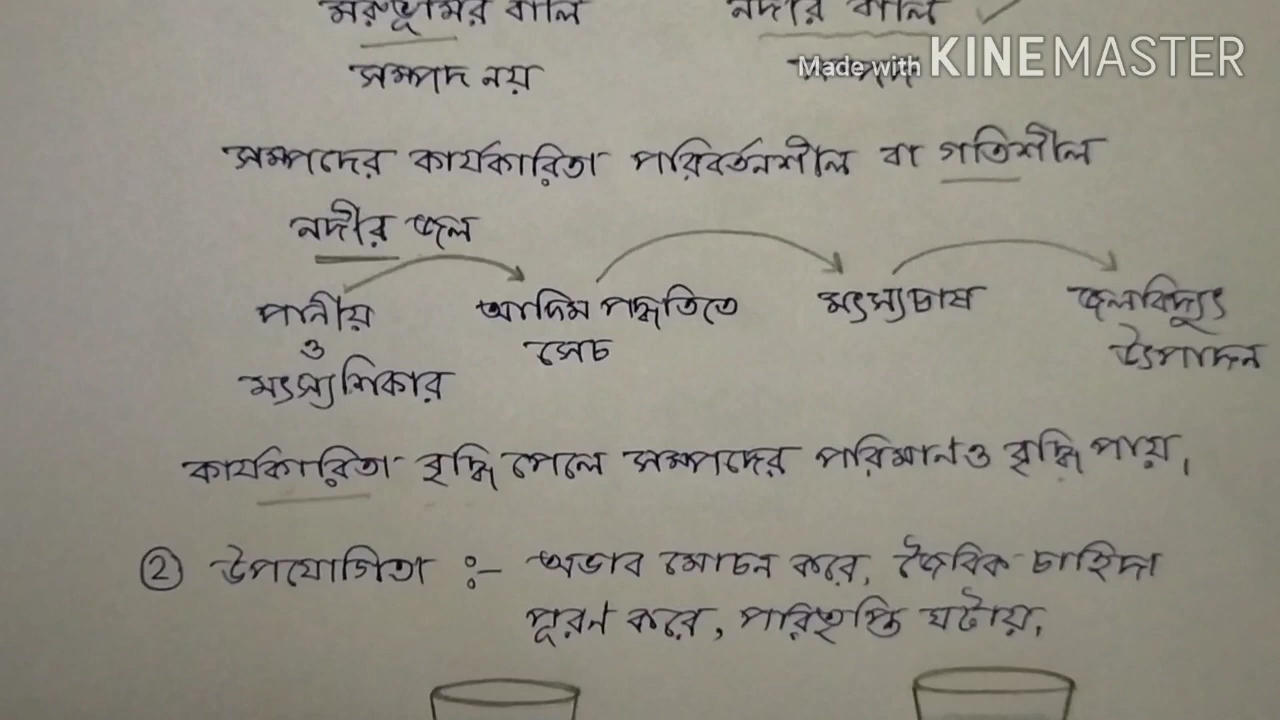 মরুভূমির বালি নদীর বালি
সম্পদ নয় সম্পদ
Made with KINEMASTER
সম্পদের কার্যকারিতা পরিবর্তনশীল বা গতিশীল
নদীর জল
পানীয় আদিম পদ্ধতিতে মৎস্যচাষ জলবিদ্যুৎ
ও সেচ উৎপাদন
মৎস্যশিকার
কার্যকারিতা বৃদ্ধি পেলে সম্পদের পরিমাণও বৃদ্ধি পায়।
② উপযোগিতা :- অভাব মোচন করে, জৈবিক চাহিদা
পূরণ করে, পরিতৃপ্তি ঘটায়।